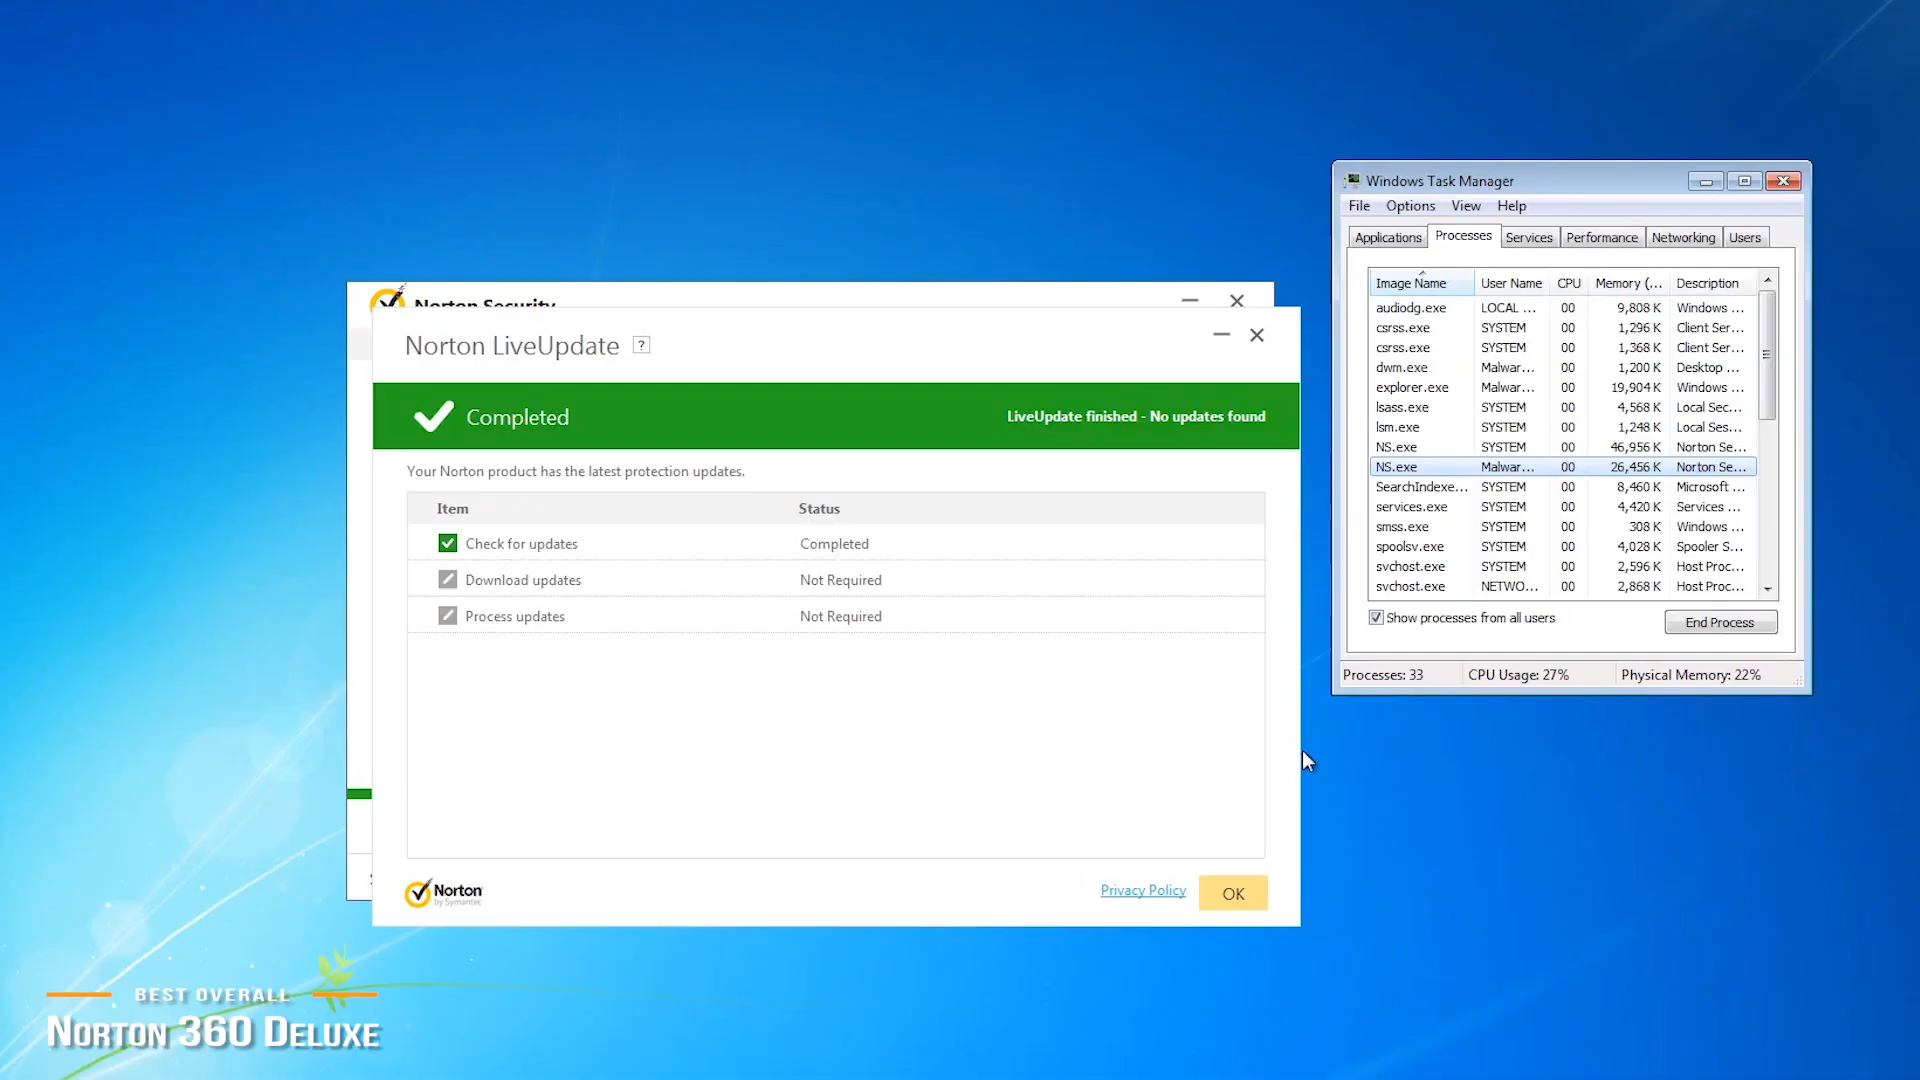 Norton Security
Norton LiveUpdate ?
Completed
LiveUpdate finished - No updates found
Your Norton product has the latest protection updates.
Item Status
Check for updates Completed
Download updates Not Required
Process updates Not Required
Norton
by Symantec
Privacy Policy
OK
Windows Task Manager
File Options View Help
Applications Processes Services Performance Networking Users
Image Name User Name CPU Memory (... Description
audiodg.exe LOCAL ... 00 9,808 K Windows ...
csrss.exe SYSTEM 00 1,296 K Client Ser...
csrss.exe SYSTEM 00 1,368 K Client Ser...
dwm.exe Malwar... 00 1,200 K Desktop ...
explorer.exe Malwar... 00 19,904 K Windows ...
lsass.exe SYSTEM 00 4,568 K Local Sec...
lsm.exe SYSTEM 00 1,248 K Local Ses...
NS.exe SYSTEM 00 46,956 K Norton Se...
NS.exe Malwar... 00 26,456 K Norton Se...
SearchIndexe... SYSTEM 00 8,460 K Microsoft ...
services.exe SYSTEM 00 4,420 K Services ...
smss.exe SYSTEM 00 308 K Windows ...
spoolsv.exe SYSTEM 00 4,028 K Spooler S...
svchost.exe SYSTEM 00 2,596 K Host Proc...
svchost.exe NETWO... 00 2,868 K Host Proc...
Show processes from all users
End Process
Processes: 33 CPU Usage: 27% Physical Memory: 22%
BEST OVERALL
NORTON 360 DELUXE